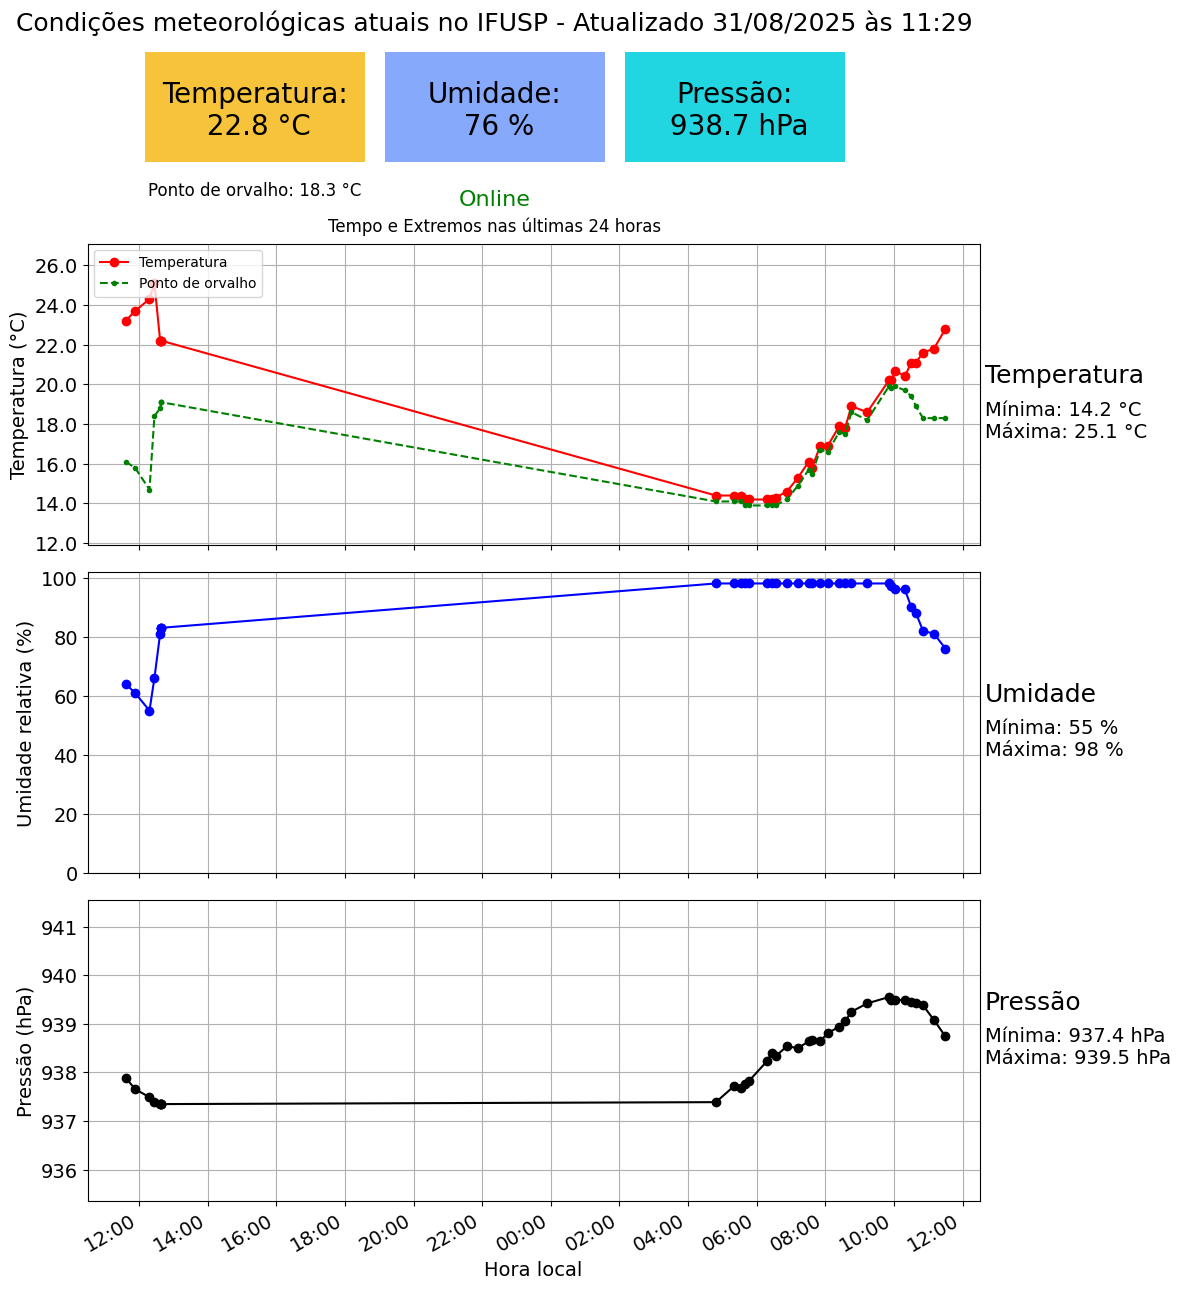 Condições meteorológicas atuais no IFUSP - Atualizado 31/08/2025 às 11:29
Temperatura:
22.8 °C
Umidade:
76 %
Pressão:
938.7 hPa
Ponto de orvalho: 18.3 °C
Online
Tempo e Extremos nas últimas 24 horas
Temperatura
Ponto de orvalho
Temperatura (°C)
26.0
24.0
22.0
20.0
18.0
16.0
14.0
12.0
Temperatura
Mínima: 14.2 °C
Máxima: 25.1 °C
Umidade relativa (%)
100
80
60
40
20
0
Umidade
Mínima: 55 %
Máxima: 98 %
Pressão (hPa)
941
940
939
938
937
936
Pressão
Mínima: 937.4 hPa
Máxima: 939.5 hPa
12:00 14:00 16:00 18:00 20:00 22:00 00:00 02:00 04:00 06:00 08:00 10:00 12:00
Hora local